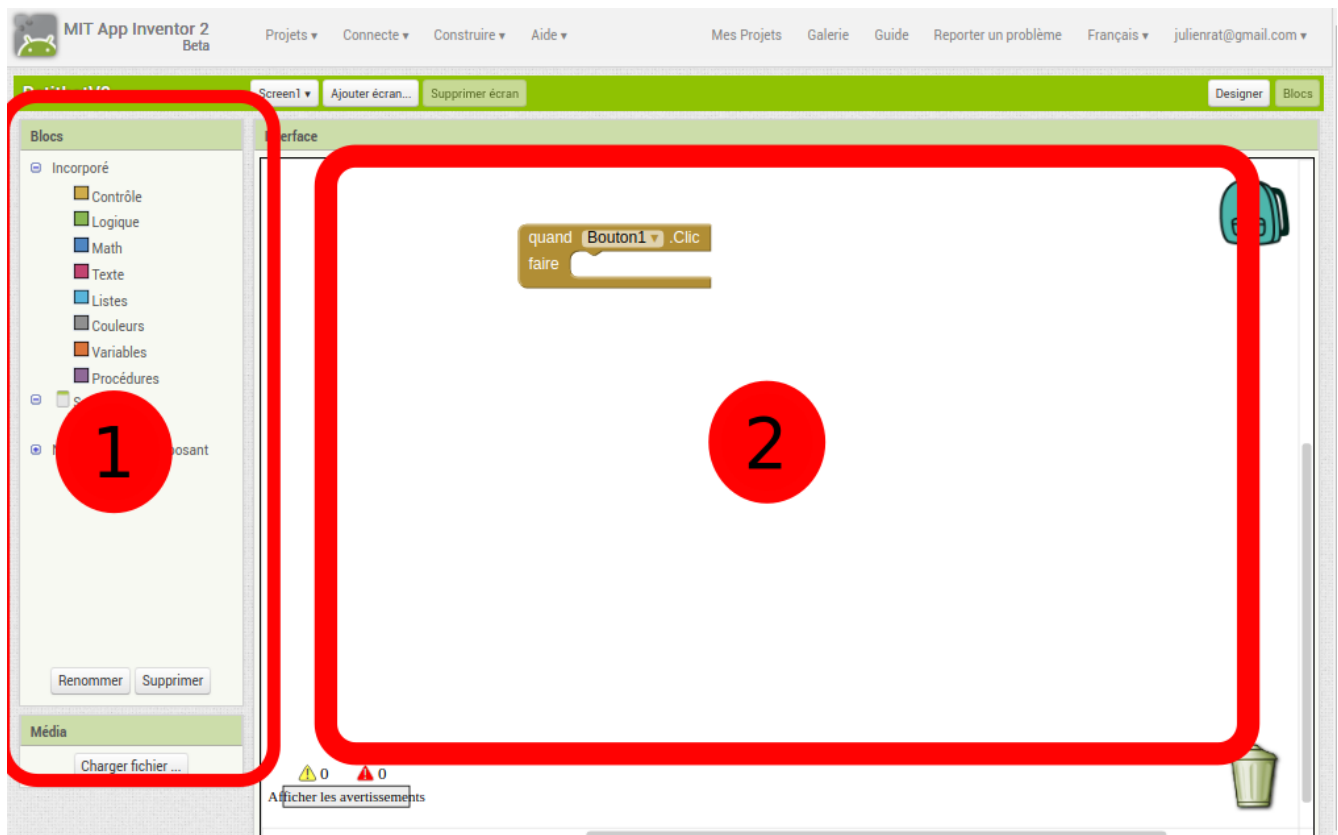 MIT App Inventor 2
Beta
Projets Connecte Construire Aide Mes Projets Galerie Guide Reporter un problème Français julienrat@gmail.com
Screen1 Ajouter écran... Supprimer écran Designer Blocs
Blocs
Incorporé
Contrôle
Logique
Math
Texte
Listes
Couleurs
Variables
Procédures
1
Renommer Supprimer
Média
Charger fichier ...
Interface
quand Bouton1 .Clic
faire
2
0 0
Afficher les avertissements